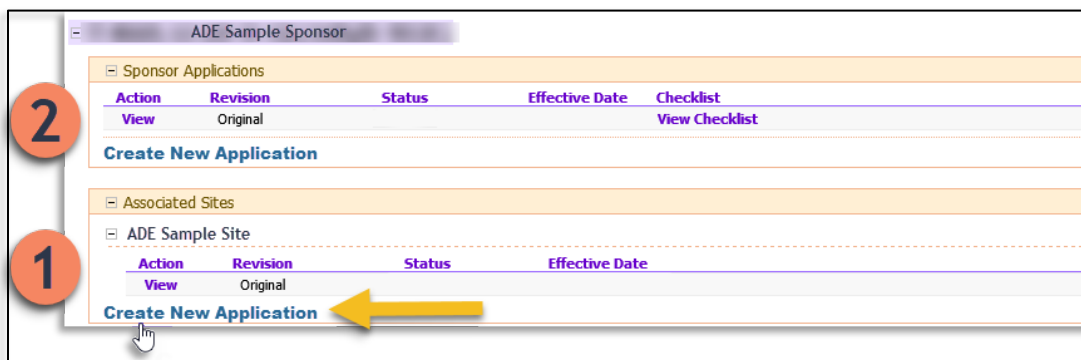 ADE Sample Sponsor
Sponsor Applications
Action Revision Status Effective Date Checklist
2
View Original View Checklist
Create New Application
Associated Sites
ADE Sample Site
1
Action Revision Status Effective Date
View Original
Create New Application